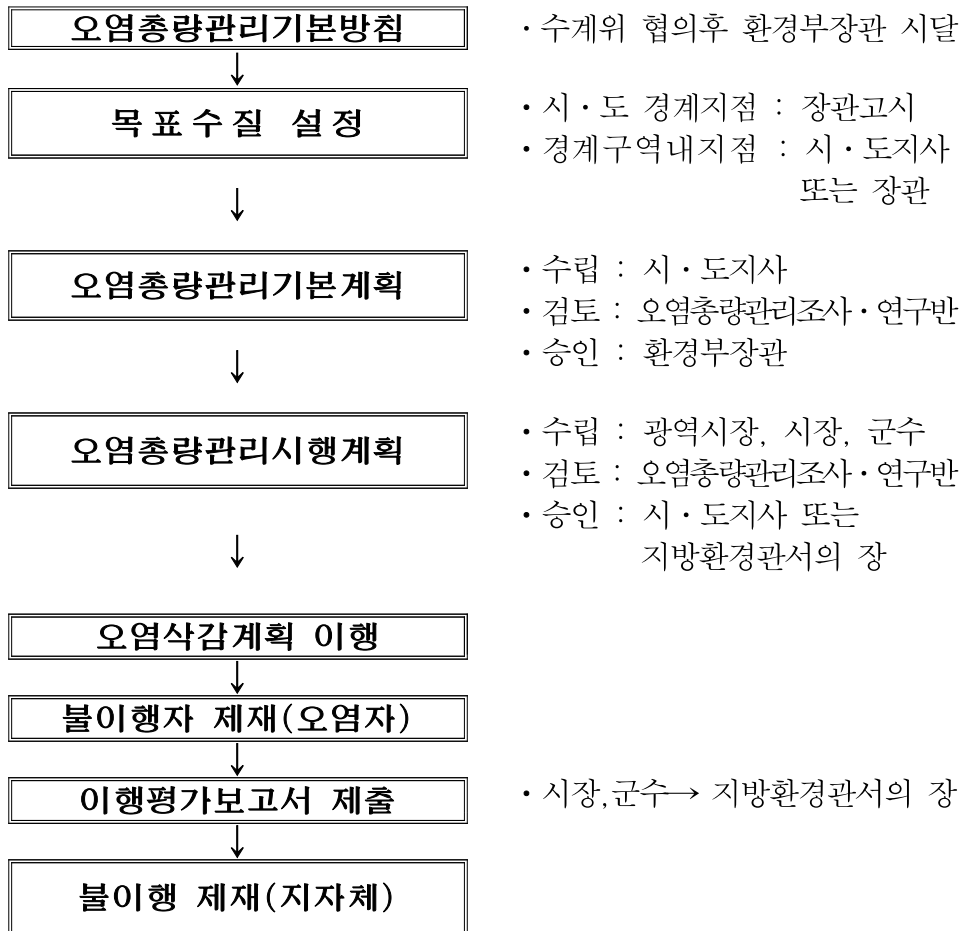 오염총량관리기본방침
・수계위 협의후 환경부장관 시달
↓
목표수질 설정
・시・도 경계지점 : 장관고시
・경계구역내지점 : 시・도지사
또는 장관
↓
오염총량관리기본계획
・수립 : 시・도지사
・검토 : 오염총량관리조사・연구반
・승인 : 환경부장관
↓
오염총량관리시행계획
・수립 : 광역시장, 시장, 군수
・검토 : 오염총량관리조사・연구반
・승인 : 시・도지사 또는
지방환경관서의 장
↓
오염삭감계획 이행
↓
불이행자 제재(오염자)
↓
이행평가보고서 제출
・시장,군수→ 지방환경관서의 장
↓
불이행 제재(지자체)